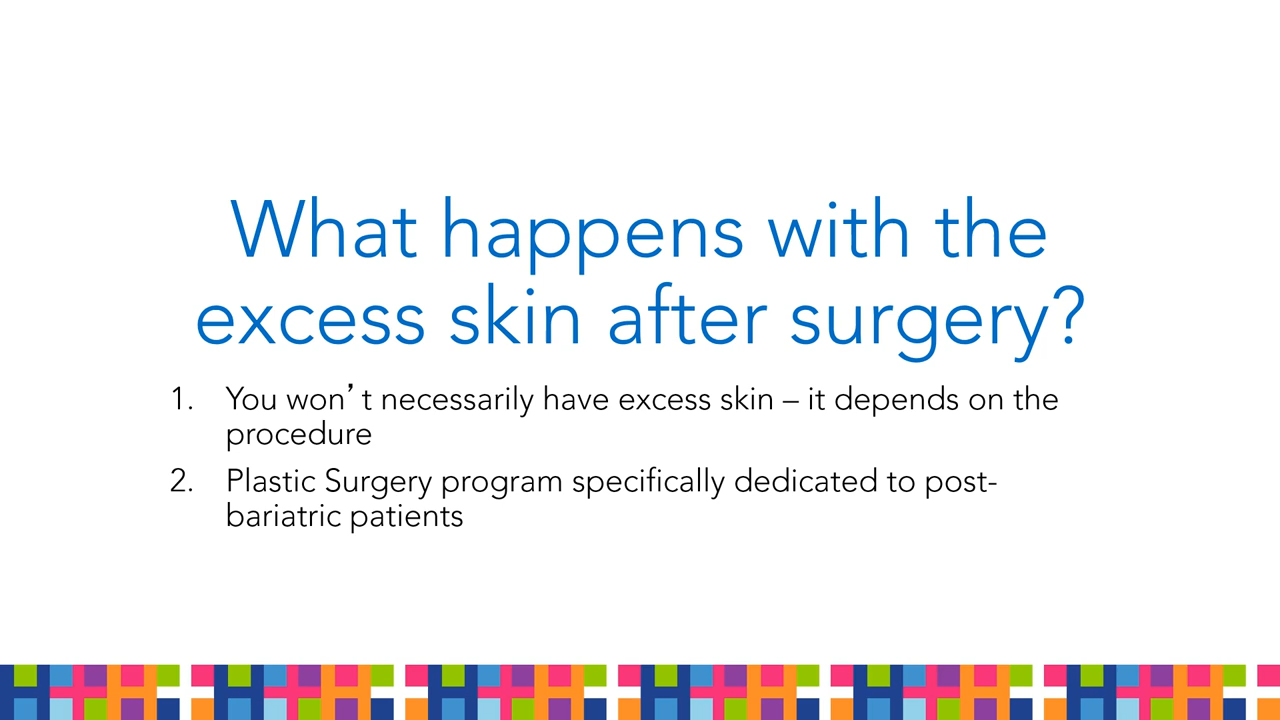 What happens with the
excess skin after surgery?
1. You won’t necessarily have excess skin – it depends on the
procedure
2. Plastic Surgery program specifically dedicated to post-
bariatric patients